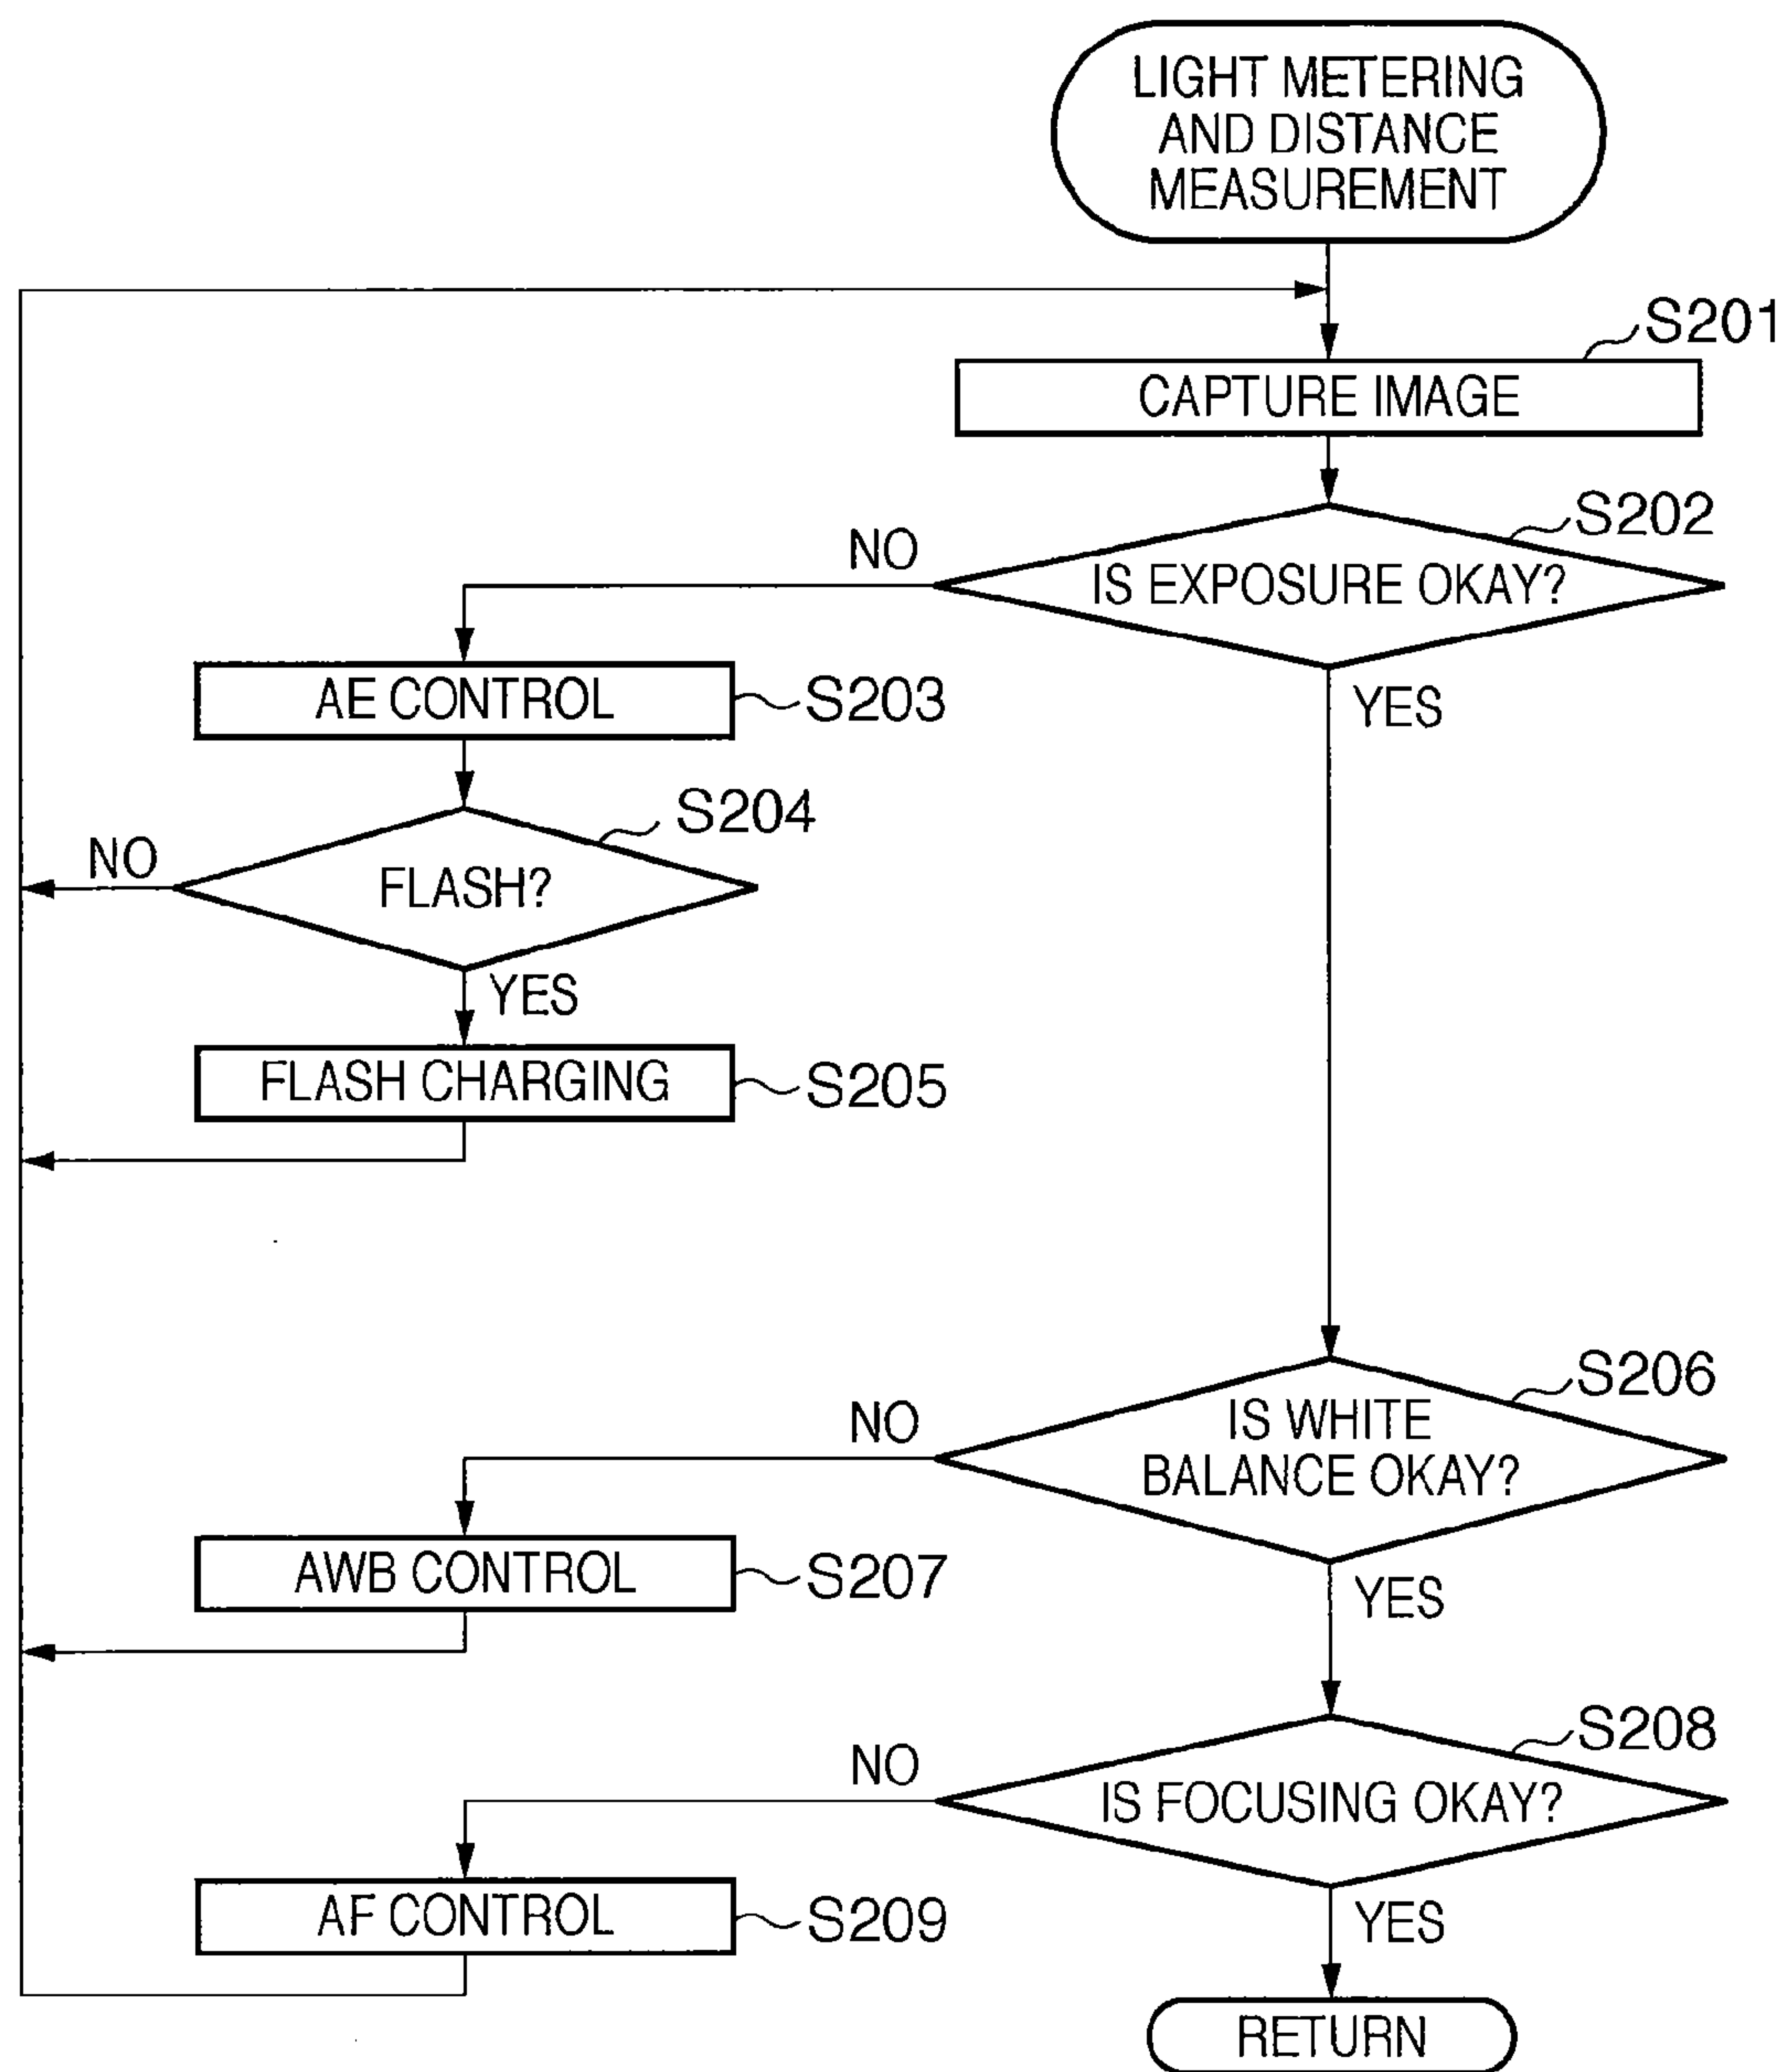 LIGHT METERING
AND DISTANCE
MEASUREMENT
S201
CAPTURE IMAGE
S202
NO
IS EXPOSURE OKAY?
AE CONTROL
S203
YES
S204
NO
FLASH?
YES
FLASH CHARGING
S205
S206
NO
IS WHITE
BALANCE OKAY?
AWB CONTROL
S207
YES
S208
NO
IS FOCUSING OKAY?
AF CONTROL
S209
YES
RETURN